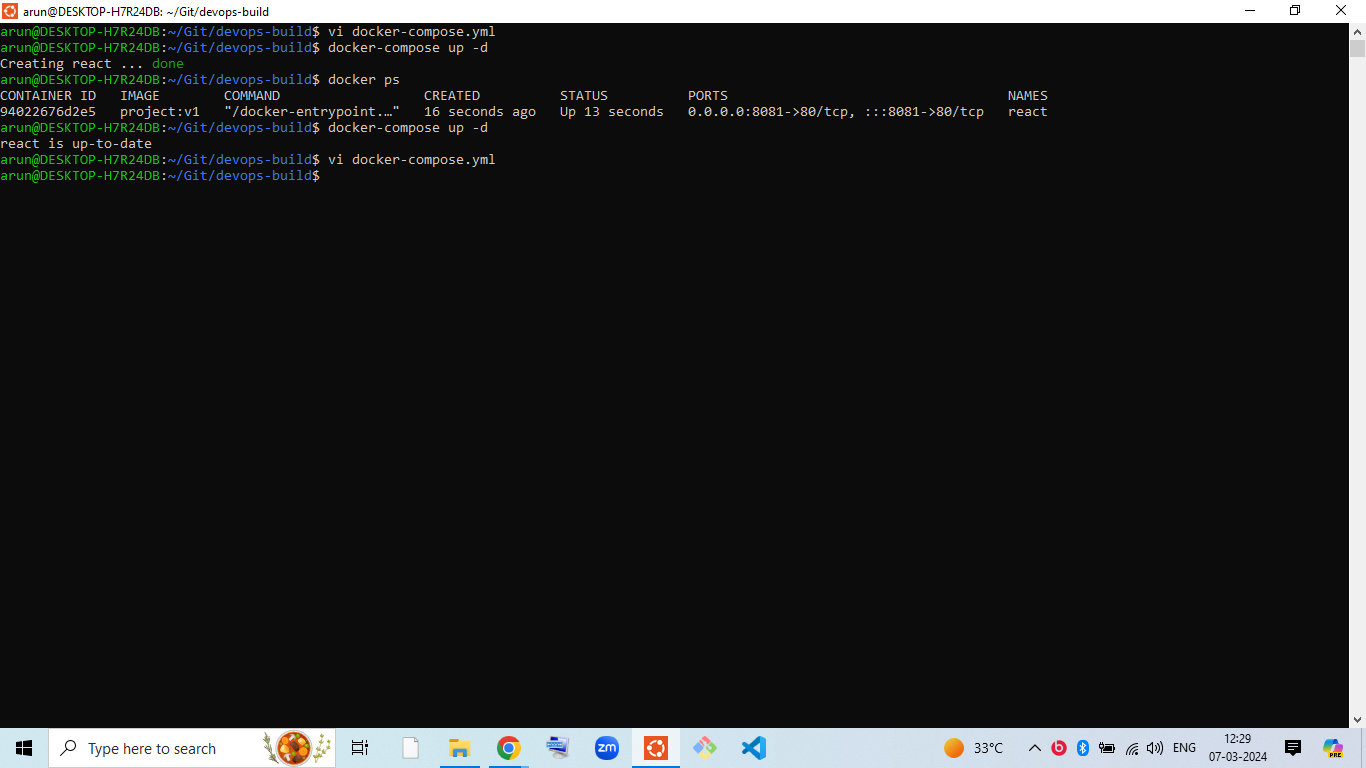 arun@DESKTOP-H7R24DB: ~/Git/devops-build
arun@DESKTOP-H7R24DB:~/Git/devops-build$ vi docker-compose.yml
arun@DESKTOP-H7R24DB:~/Git/devops-build$ docker-compose up -d
Creating react ... done
arun@DESKTOP-H7R24DB:~/Git/devops-build$ docker ps
CONTAINER ID   IMAGE        COMMAND                  CREATED          STATUS          PORTS                                   NAMES
94022676d2e5   project:v1   "/docker-entrypoint.…"   16 seconds ago   Up 13 seconds   0.0.0.0:8081->80/tcp, :::8081->80/tcp   react
arun@DESKTOP-H7R24DB:~/Git/devops-build$ docker-compose up -d
react is up-to-date
arun@DESKTOP-H7R24DB:~/Git/devops-build$ vi docker-compose.yml
arun@DESKTOP-H7R24DB:~/Git/devops-build$
Type here to search
zm
33°C
b
ENG
12:29
07-03-2024
PRE